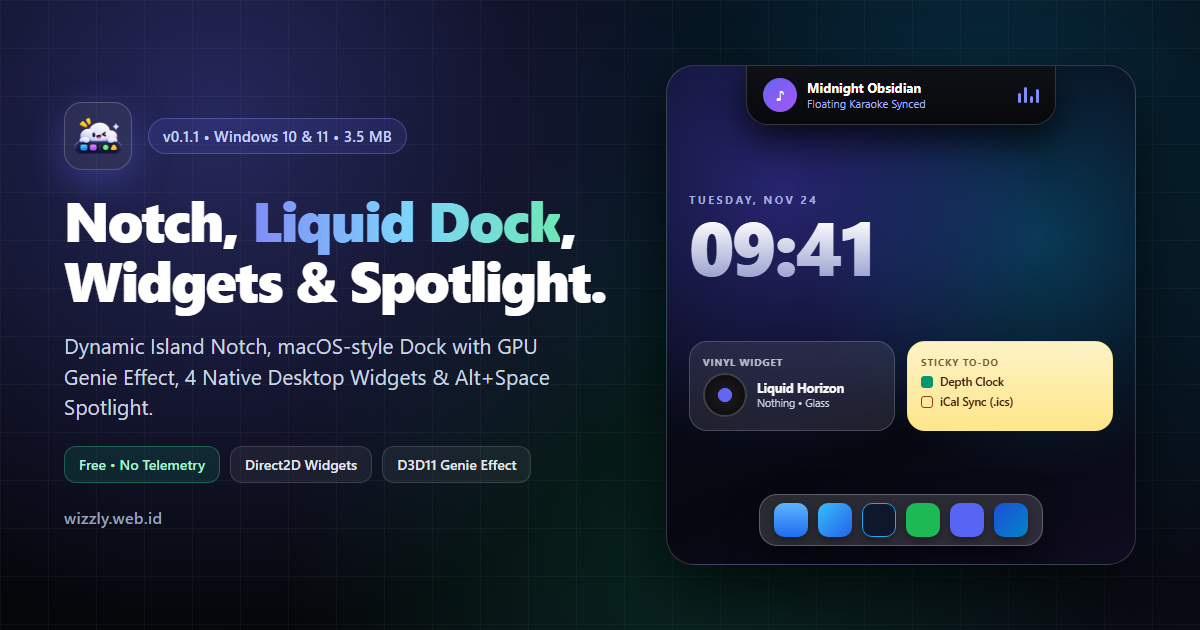 v0.1.1 • Windows 10 & 11 • 3.5 MB
Notch, Liquid Dock,
Widgets & Spotlight.
Dynamic Island Notch, macOS-style Dock with GPU
Genie Effect, 4 Native Desktop Widgets & Alt+Space
Spotlight.
Free • No Telemetry
Direct2D Widgets
D3D11 Genie Effect
wizzly.web.id
Midnight Obsidian
Floating Karaoke Synced
TUESDAY, NOV 24
09:41
VINYL WIDGET
Liquid Horizon
Nothing • Glass
STICKY TO-DO
Depth Clock
iCal Sync (.ics)